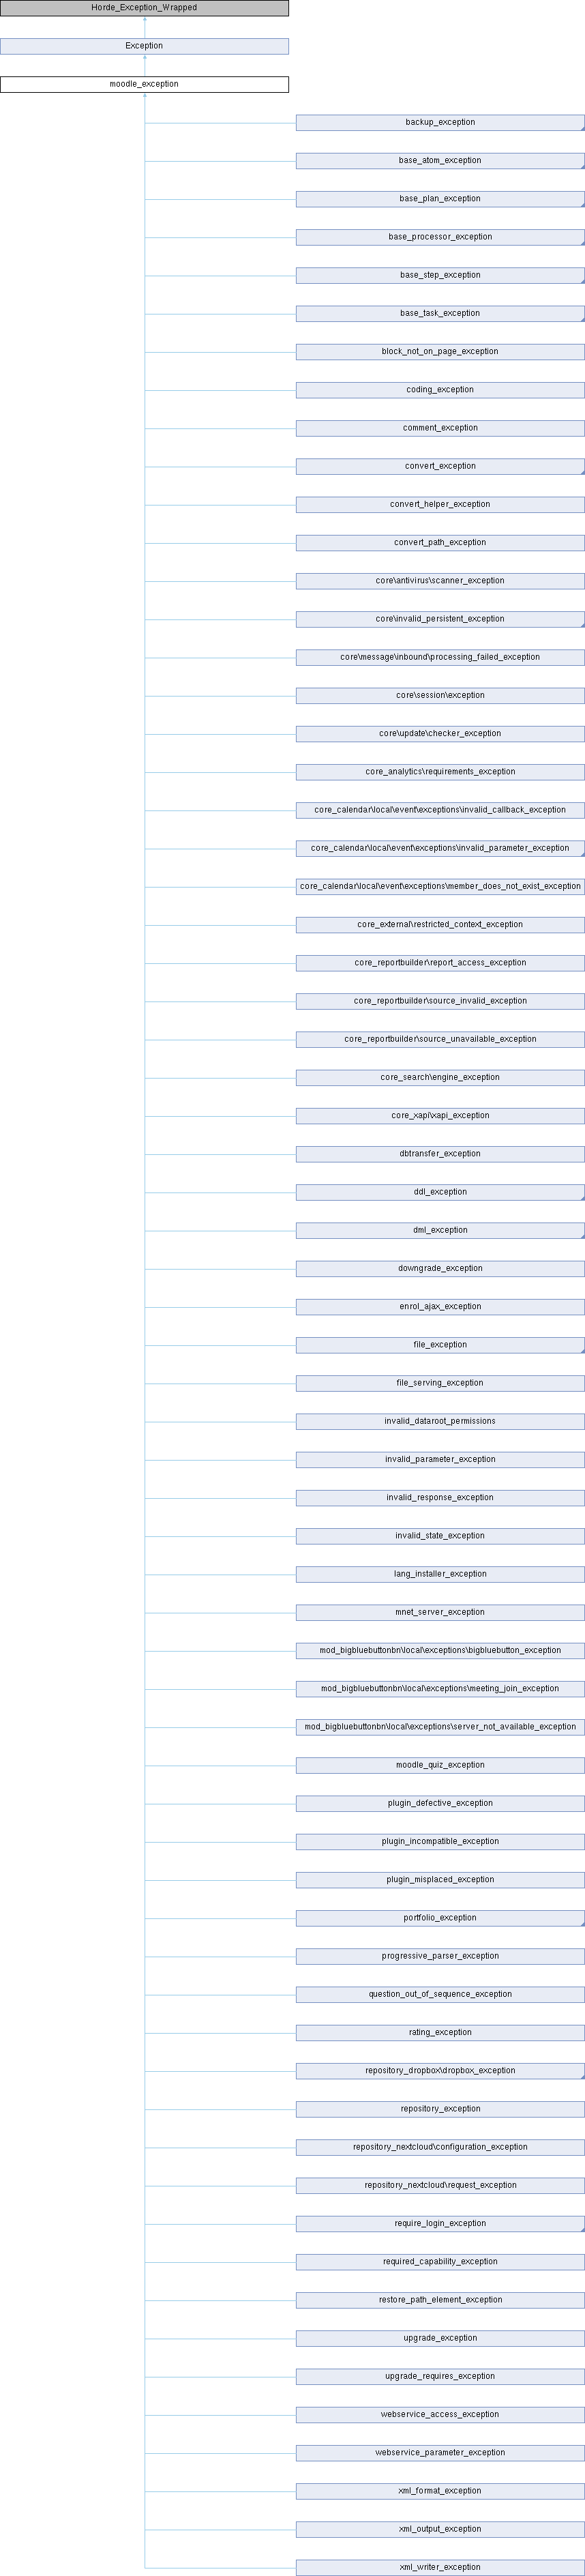 Horde_Exception_Wrapped
Exception
moodle_exception
backup_exception
base_atom_exception
base_plan_exception
base_processor_exception
base_step_exception
base_task_exception
block_not_on_page_exception
coding_exception
comment_exception
convert_exception
convert_helper_exception
convert_path_exception
core\antivirus\scanner_exception
core\invalid_persistent_exception
core\message\inbound\processing_failed_exception
core\session\exception
core\update\checker_exception
core_analytics\requirements_exception
core_calendar\local\event\exceptions\invalid_callback_exception
core_calendar\local\event\exceptions\invalid_parameter_exception
core_calendar\local\event\exceptions\member_does_not_exist_exception
core_external\restricted_context_exception
core_reportbuilder\report_access_exception
core_reportbuilder\source_invalid_exception
core_reportbuilder\source_unavailable_exception
core_search\engine_exception
core_xapi\xapi_exception
dbtransfer_exception
ddl_exception
dml_exception
downgrade_exception
enrol_ajax_exception
file_exception
file_serving_exception
invalid_dataroot_permissions
invalid_parameter_exception
invalid_response_exception
invalid_state_exception
lang_installer_exception
mnet_server_exception
mod_bigbluebuttonbn\local\exceptions\bigbluebutton_exception
mod_bigbluebuttonbn\local\exceptions\meeting_join_exception
mod_bigbluebuttonbn\local\exceptions\server_not_available_exception
moodle_quiz_exception
plugin_defective_exception
plugin_incompatible_exception
plugin_misplaced_exception
portfolio_exception
progressive_parser_exception
question_out_of_sequence_exception
rating_exception
repository_dropbox\dropbox_exception
repository_exception
repository_nextcloud\configuration_exception
repository_nextcloud\request_exception
require_login_exception
required_capability_exception
restore_path_element_exception
upgrade_exception
upgrade_requires_exception
webservice_access_exception
webservice_parameter_exception
xml_format_exception
xml_output_exception
xml_writer_exception